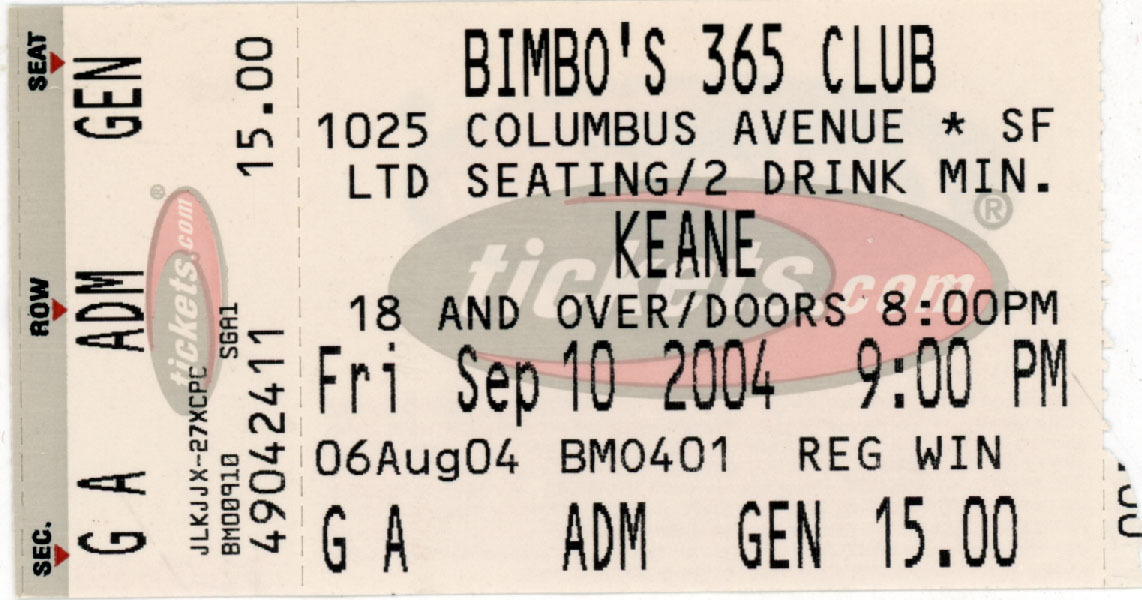 SEAT
ROW
SEC.
GEN
ADM
G A
15.00
tickets.com
®
JLKJJX-27XCPC
BM00910 SGA1
49042411
BIMBO'S 365 CLUB
1025 COLUMBUS AVENUE * SF
LTD SEATING/2 DRINK MIN.
KEANE
tickets.com
®
18 AND OVER/DOORS 8:00PM
Fri Sep 10 2004 9:00 PM
06Aug04 BM0401 REG WIN
G A ADM GEN 15.00